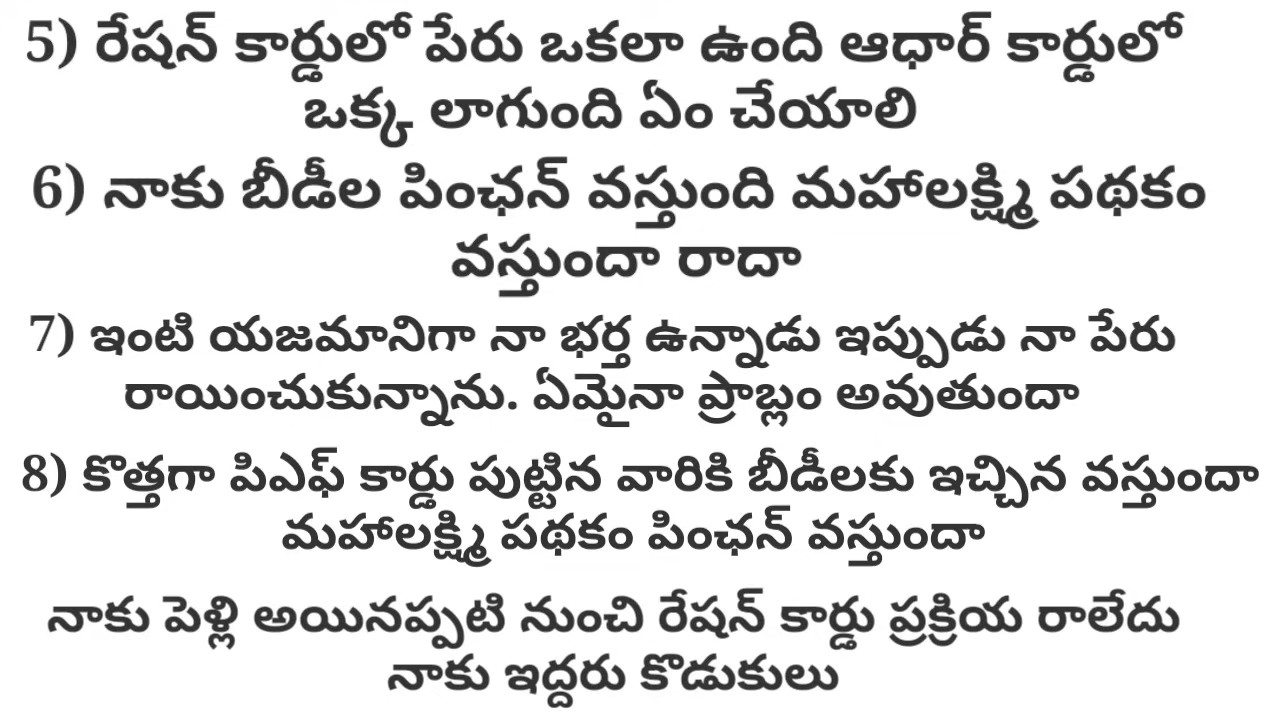 5) రేషన్ కార్డులో పేరు ఒకలా ఉంది ఆధార్ కార్డులో
ఒక్క లాగుంది ఏం చేయాలి
6) నాకు బీడీల పింఛన్ వస్తుంది మహాలక్ష్మి పథకం
వస్తుందా రాదా
7) ఇంటి యజమానిగా నా భర్త ఉన్నాడు ఇప్పుడు నా పేరు
రాయించుకున్నాను. ఏమైనా ప్రాబ్లం అవుతుందా
8) కొత్తగా పిఎఫ్ కార్డు పుట్టిన వారికి బీడీలకు ఇచ్చిన వస్తుందా
మహాలక్ష్మి పథకం పింఛన్ వస్తుందా
నాకు పెళ్లి అయినప్పటి నుంచి రేషన్ కార్డు ప్రక్రియ రాలేదు
నాకు ఇద్దరు కొడుకులు